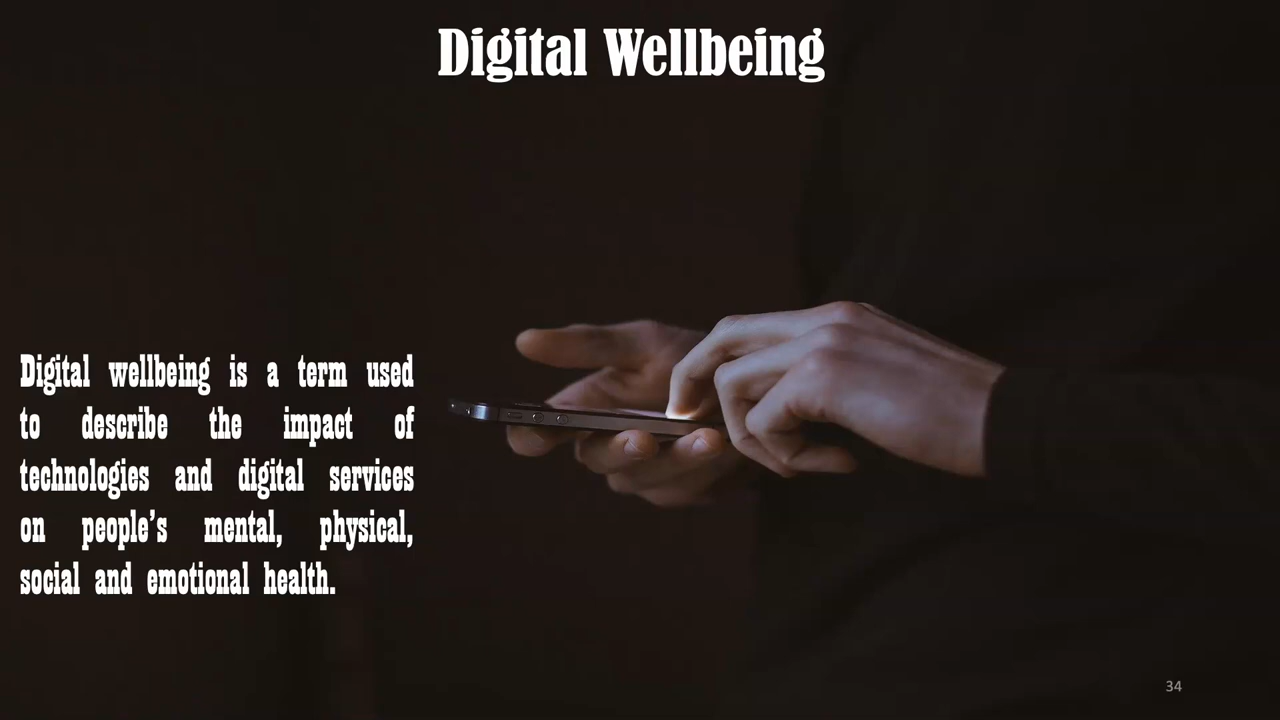 Digital Wellbeing
Digital wellbeing is a term used
to describe the impact of
technologies and digital services
on people’s mental, physical,
social and emotional health.
34